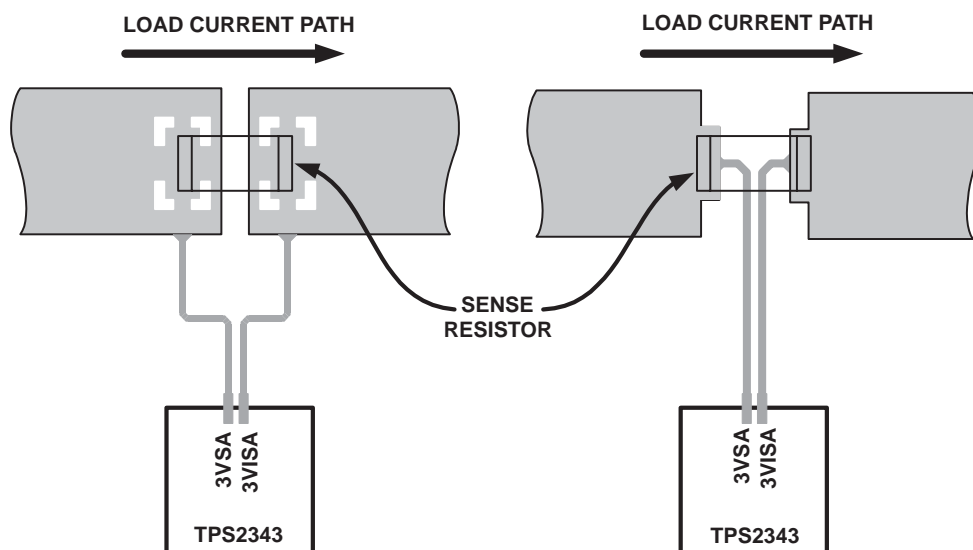 LOAD CURRENT PATH
LOAD CURRENT PATH
SENSE
RESISTOR
3VSA
3VISA
TPS2343
3VSA
3VISA
TPS2343